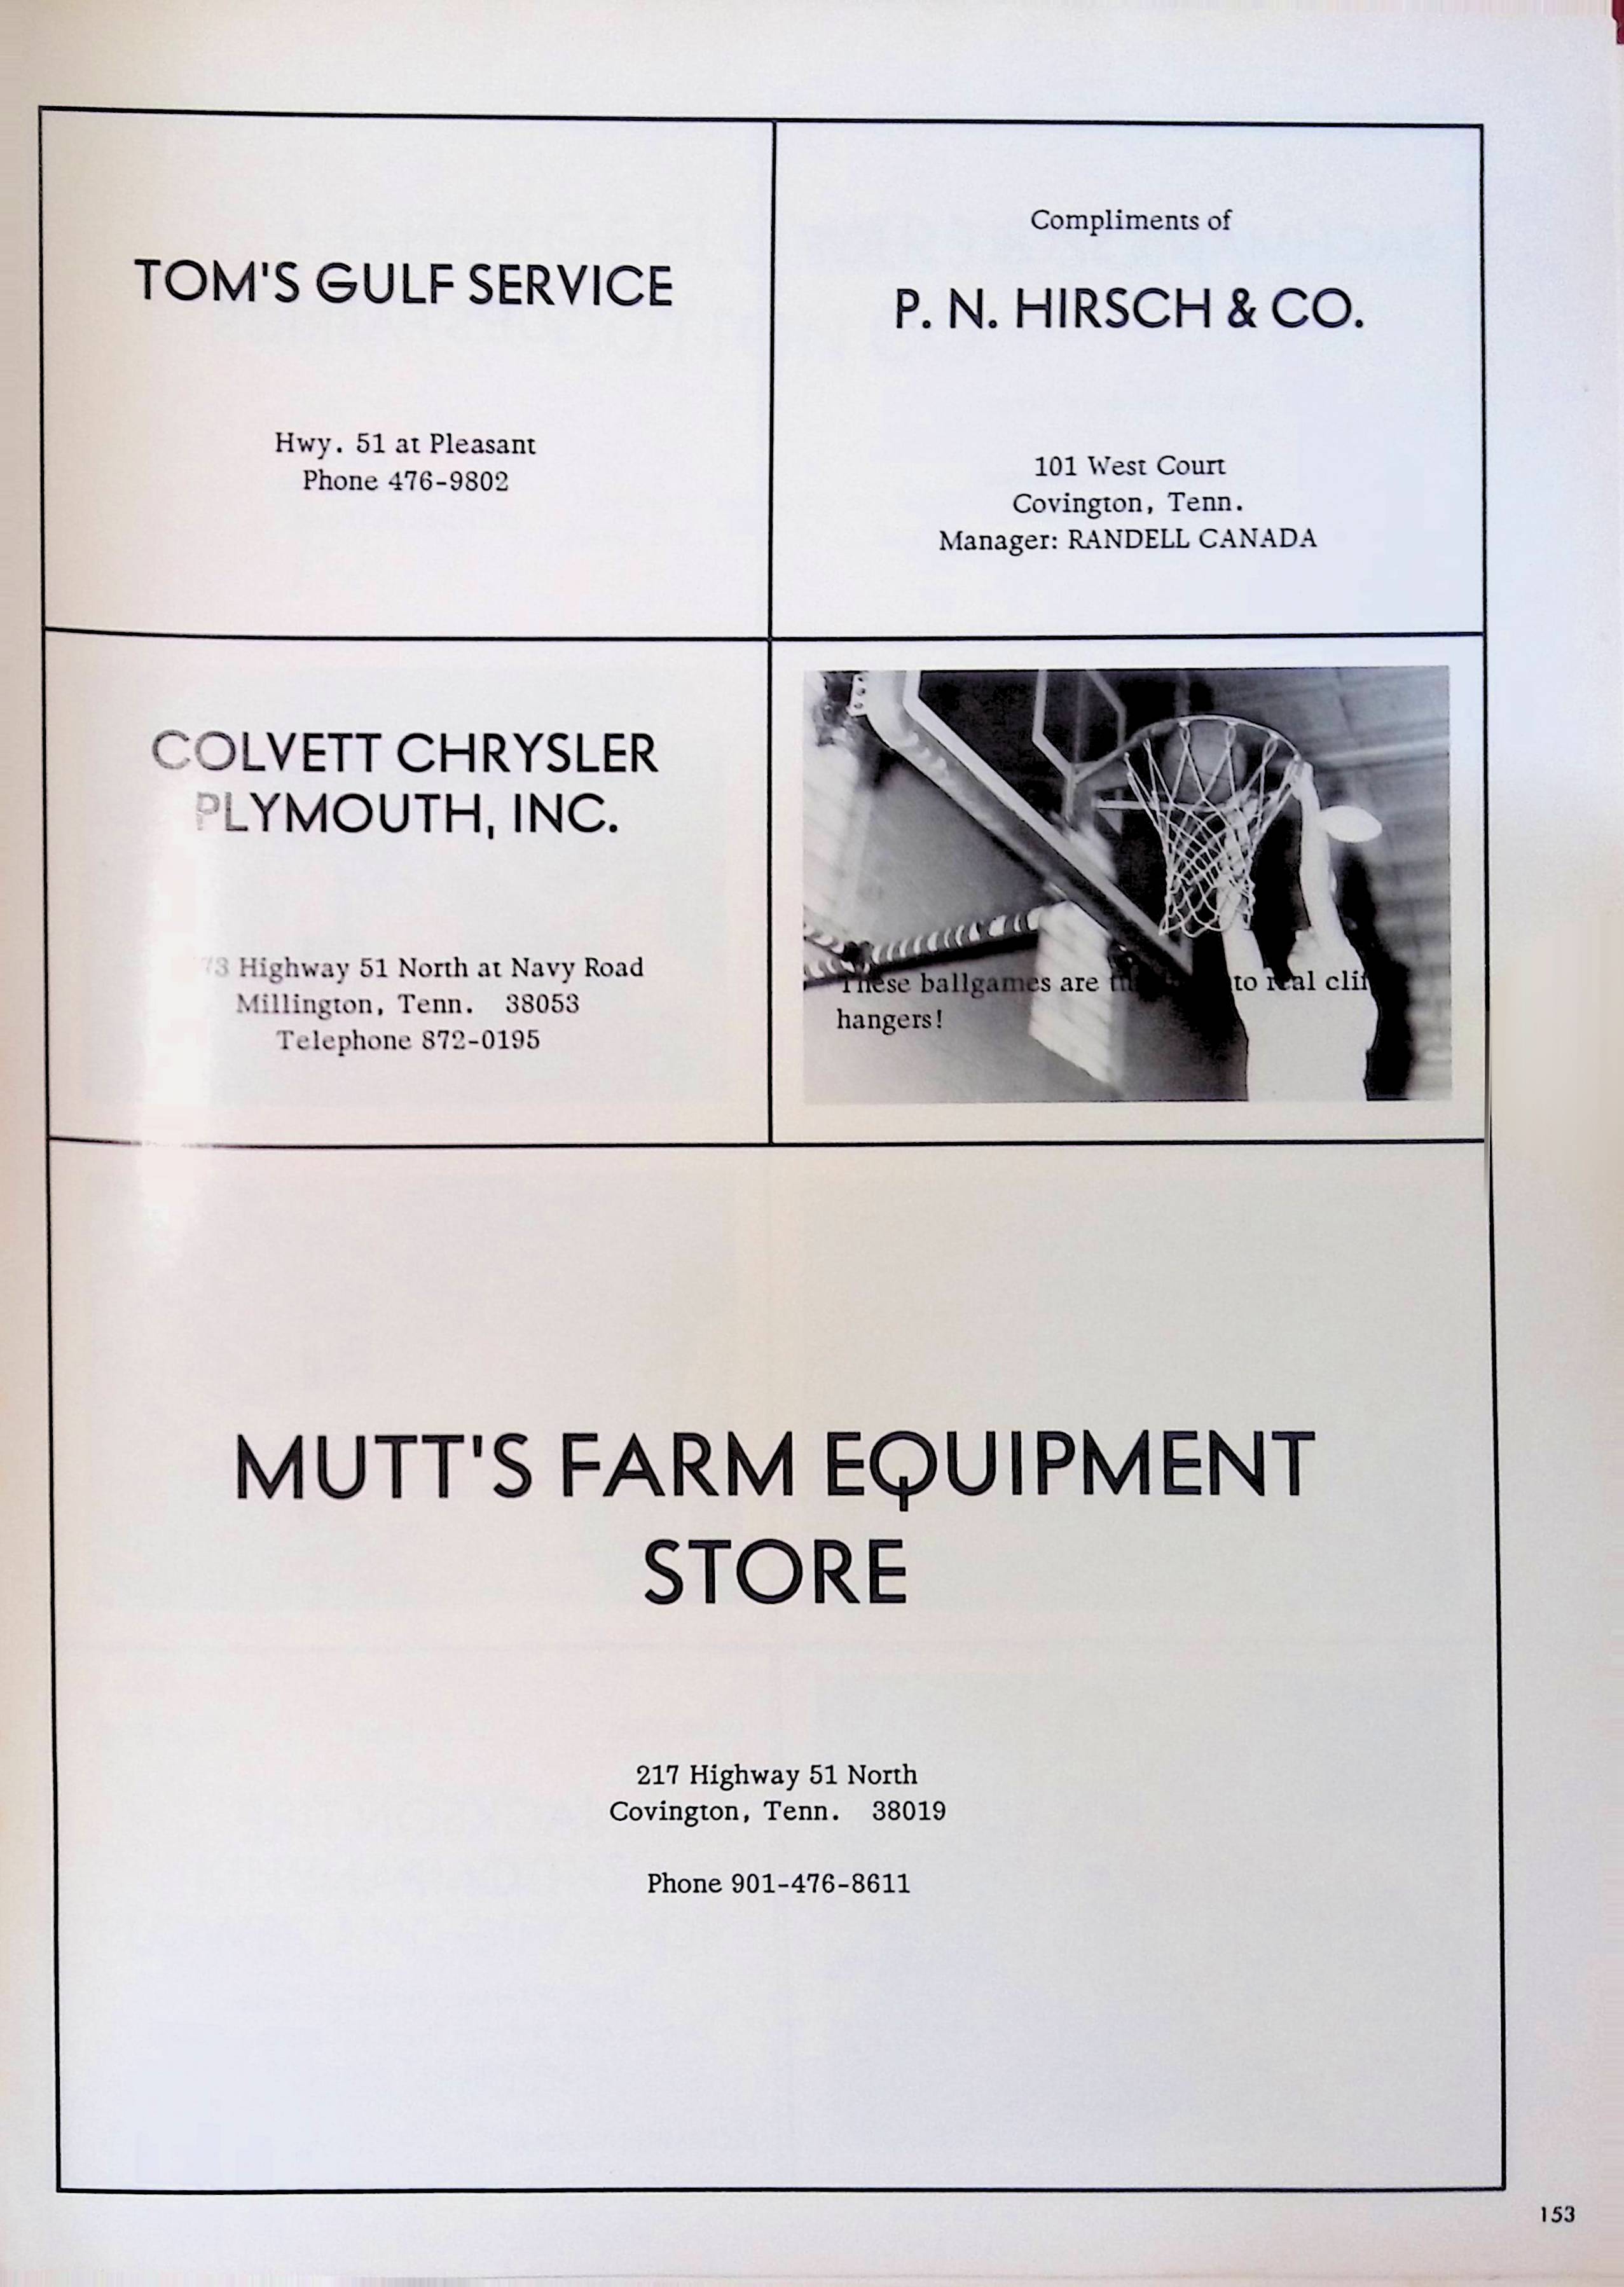 TOM'S GULF SERVICE
Hwy. 51 at Pleasant
Phone 476-9802
Compliments of
P. N. HIRSCH & CO.
101 West Court
Covington, Tenn.
Manager: RANDELL CANADA
COLVETT CHRYSLER
PLYMOUTH, INC.
Highway 51 North at Navy Road
Millington, Tenn. 38053
Telephone 872-0195
These ballgames are to real
hangers!
MUTT'S FARM EQUIPMENT
STORE
217 Highway 51 North
Covington, Tenn. 38019
Phone 901-476-8611
153